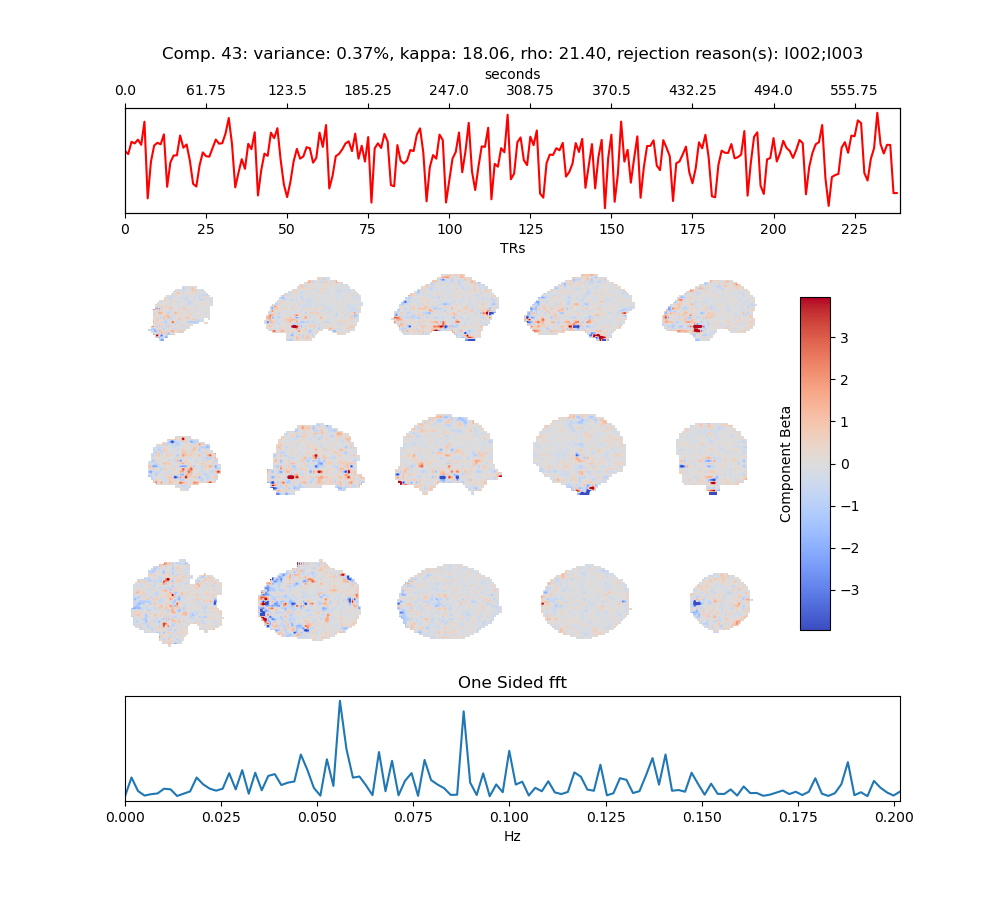 Comp. 43: variance: 0.37%, kappa: 18.06, rho: 21.40, rejection reason(s): I002;I003
seconds
0.0 61.75 123.5 185.25 247.0 308.75 370.5 432.25 494.0 555.75
0 25 50 75 100 125 150 175 200 225
TRs
3
2
1
0
−1
−2
−3
Component Beta
One Sided fft
0.000 0.025 0.050 0.075 0.100 0.125 0.150 0.175 0.200
Hz